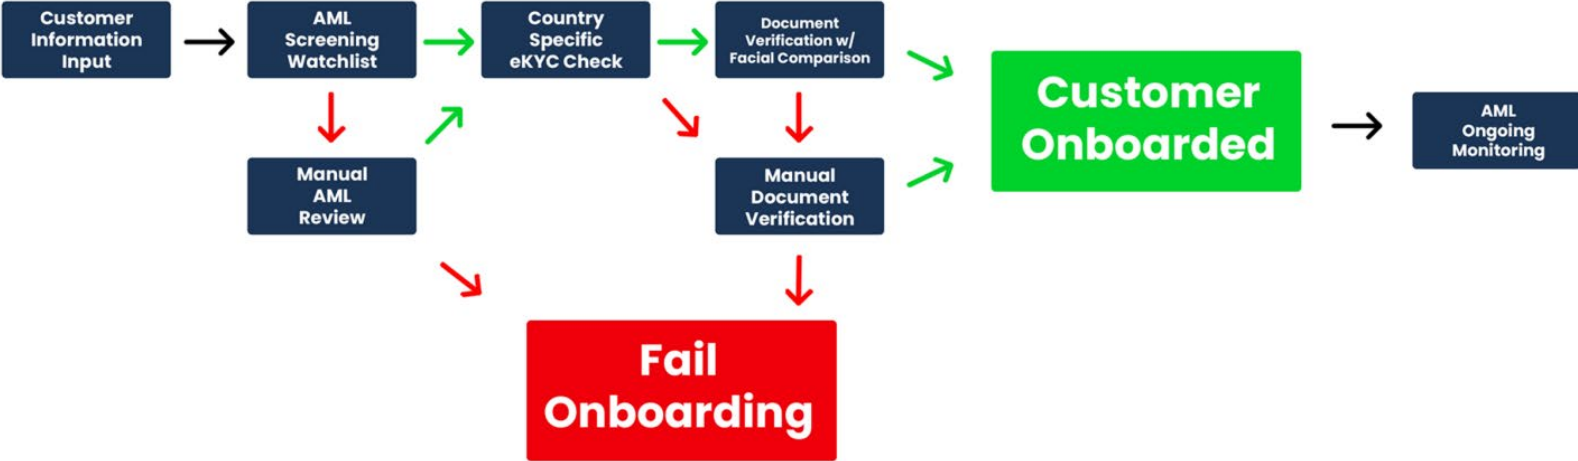 Customer
Information
Input
AML
Screening
Watchlist
Country
Specific
eKYC Check
Document
Verification w/
Facial Comparison
Customer
Onboarded
AML
Ongoing
Monitoring
Manual
AML
Review
Manual
Document
Verification
Fail
Onboarding